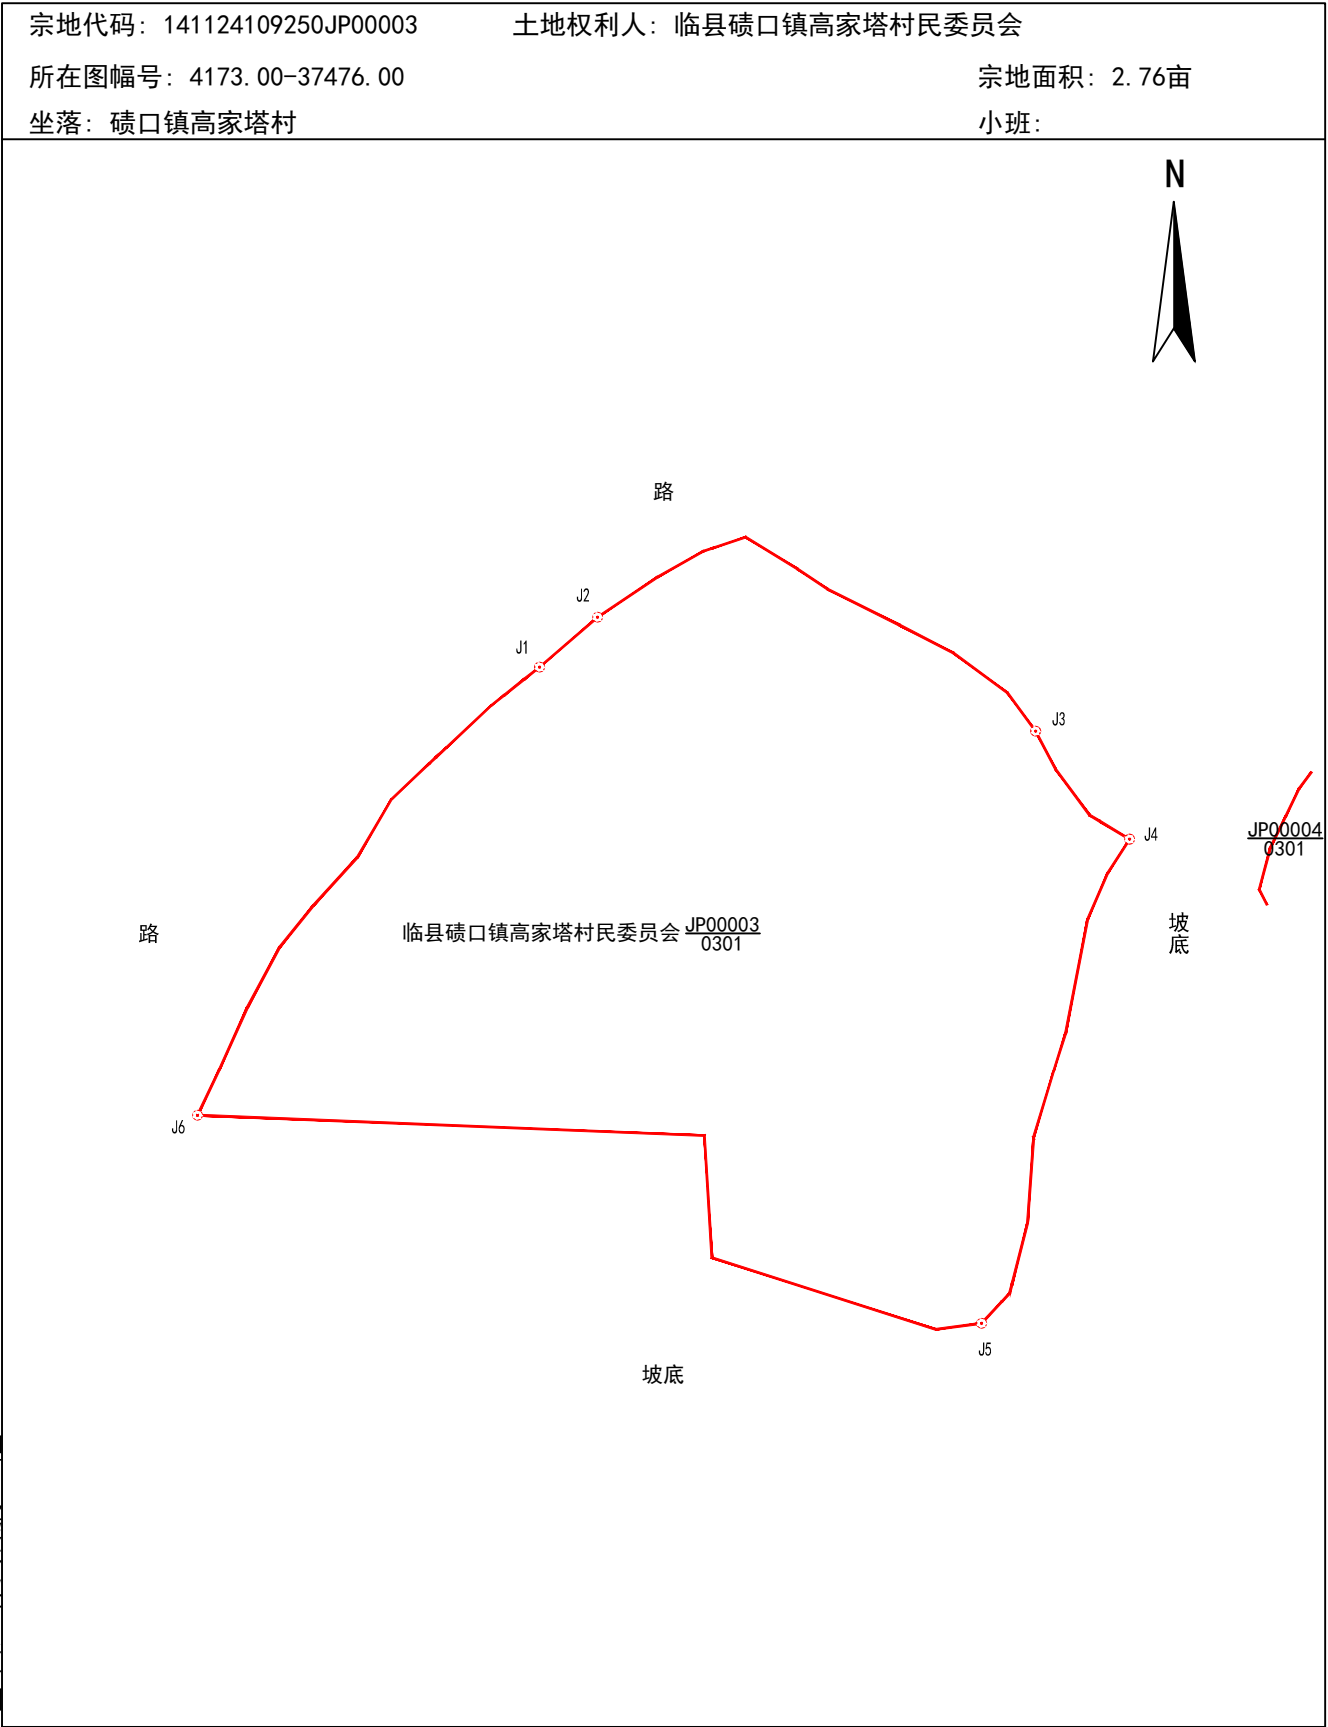 宗地代码: 141124109250JP00003 土地权利人: 临县碛口镇高家塔村民委员会
所在图幅号: 4173.00-37476.00 宗地面积: 2.76亩
坐落: 碛口镇高家塔村 小班:
N
路
J2
J1
J3
J4
JP00004
0301
路
临县碛口镇高家塔村民委员会 JP00003
0301
坡底
J6
J5
坡底